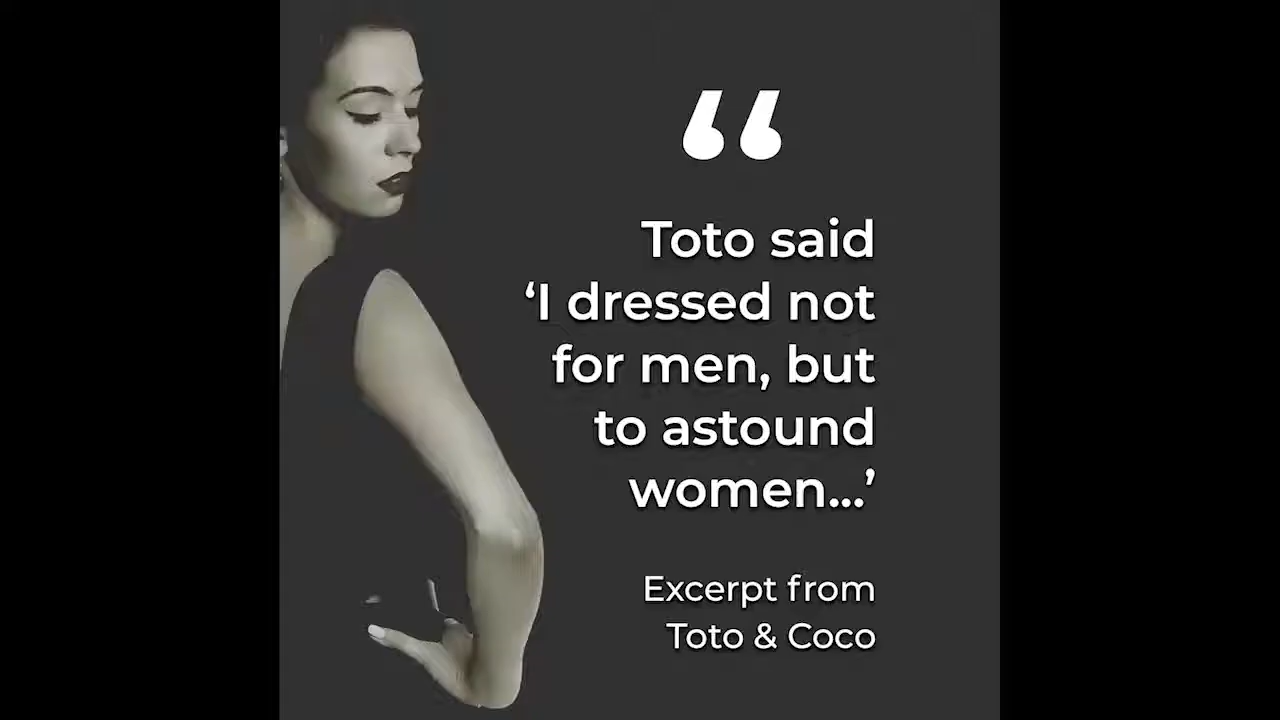 “
Toto said
‘I dressed not
for men, but
to astound
women...’
Excerpt from
Toto & Coco